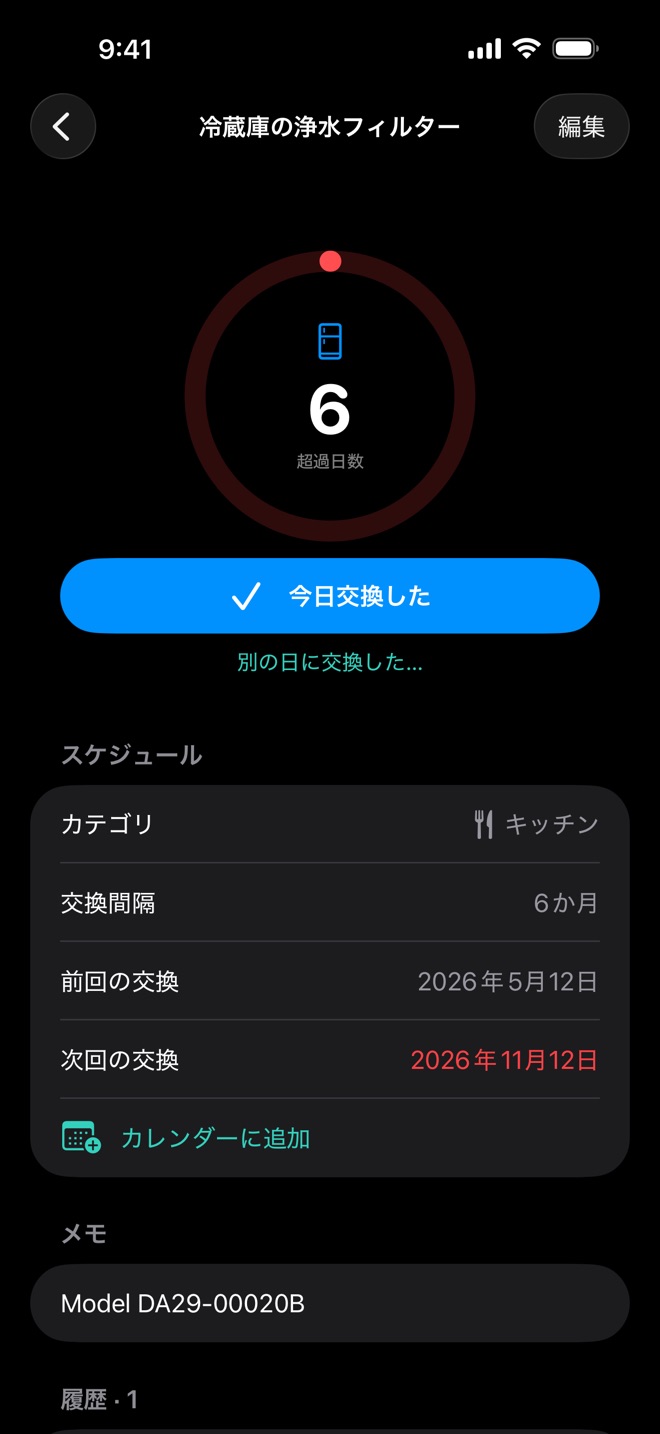 9:41
冷蔵庫の浄水フィルター
編集
6
超過日数
今日交換した
別の日に交換した...
スケジュール
カテゴリ
キッチン
交換間隔
6か月
前回の交換
2026年5月12日
次回の交換
2026年11月12日
カレンダーに追加
メモ
Model DA29-00020B
履歴 · 1